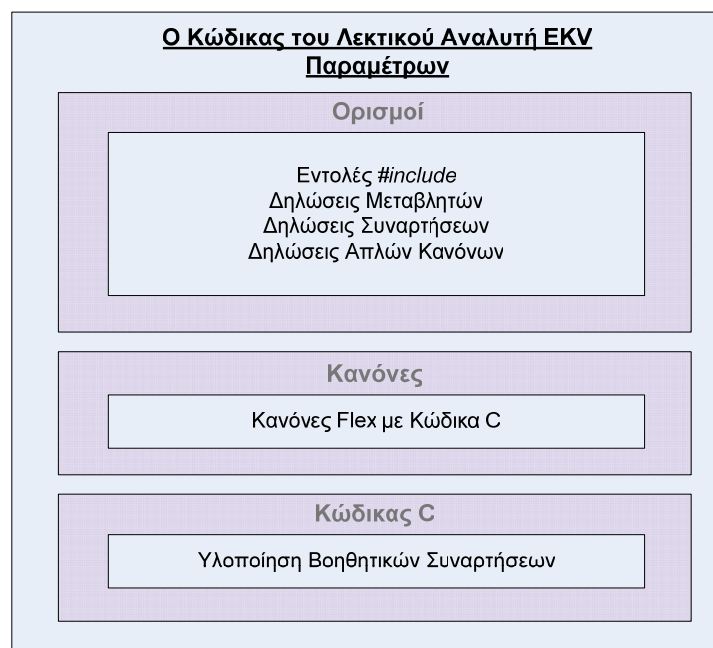 Ο Κώδικας του Λεκτικού Αναλυτή EKV
Παραμέτρων
Ορισμοί
Εντολές #include
Δηλώσεις Μεταβλητών
Δηλώσεις Συναρτήσεων
Δηλώσεις Απλών Κανόνων
Κανόνες
Κανόνες Flex με Κώδικα C
Κώδικας C
Υλοποίηση Βοηθητικών Συναρτήσεων